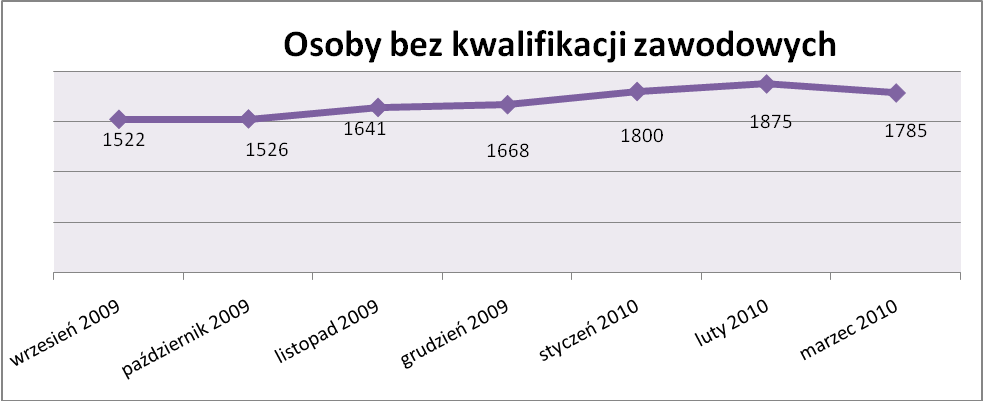 Osoby bez kwalifikacji zawodowych
1522
1526
1641
1668
1800
1875
1785
wrzesień 2009
październik 2009
listopad 2009
grudzień 2009
styczeń 2010
luty 2010
marzec 2010